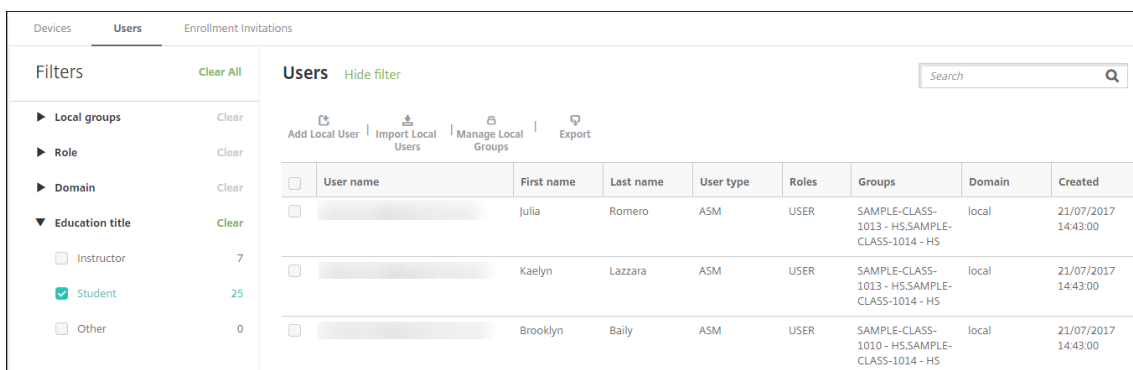 Devices Users Enrollment Invitations
Filters Clear All
▶ Local groups Clear
▶ Role Clear
▶ Domain Clear
▼ Education title Clear
Instructor 7
Student 25
Other 0
Users Hide filter
Search
Add Local User | Import Local | Manage Local | Export
Users Groups
User name First name Last name User type Roles Groups Domain Created
Julia Romero ASM USER SAMPLE-CLASS- local 21/07/2017
1013 - HS,SAMPLE- 14:43:00
CLASS-1014 - HS
Kaelyn Lazzara ASM USER SAMPLE-CLASS- local 21/07/2017
1013 - HS,SAMPLE- 14:43:00
CLASS-1014 - HS
Brooklyn Baily ASM USER SAMPLE-CLASS- local 21/07/2017
1010 - HS,SAMPLE- 14:43:00
CLASS-1014 - HS